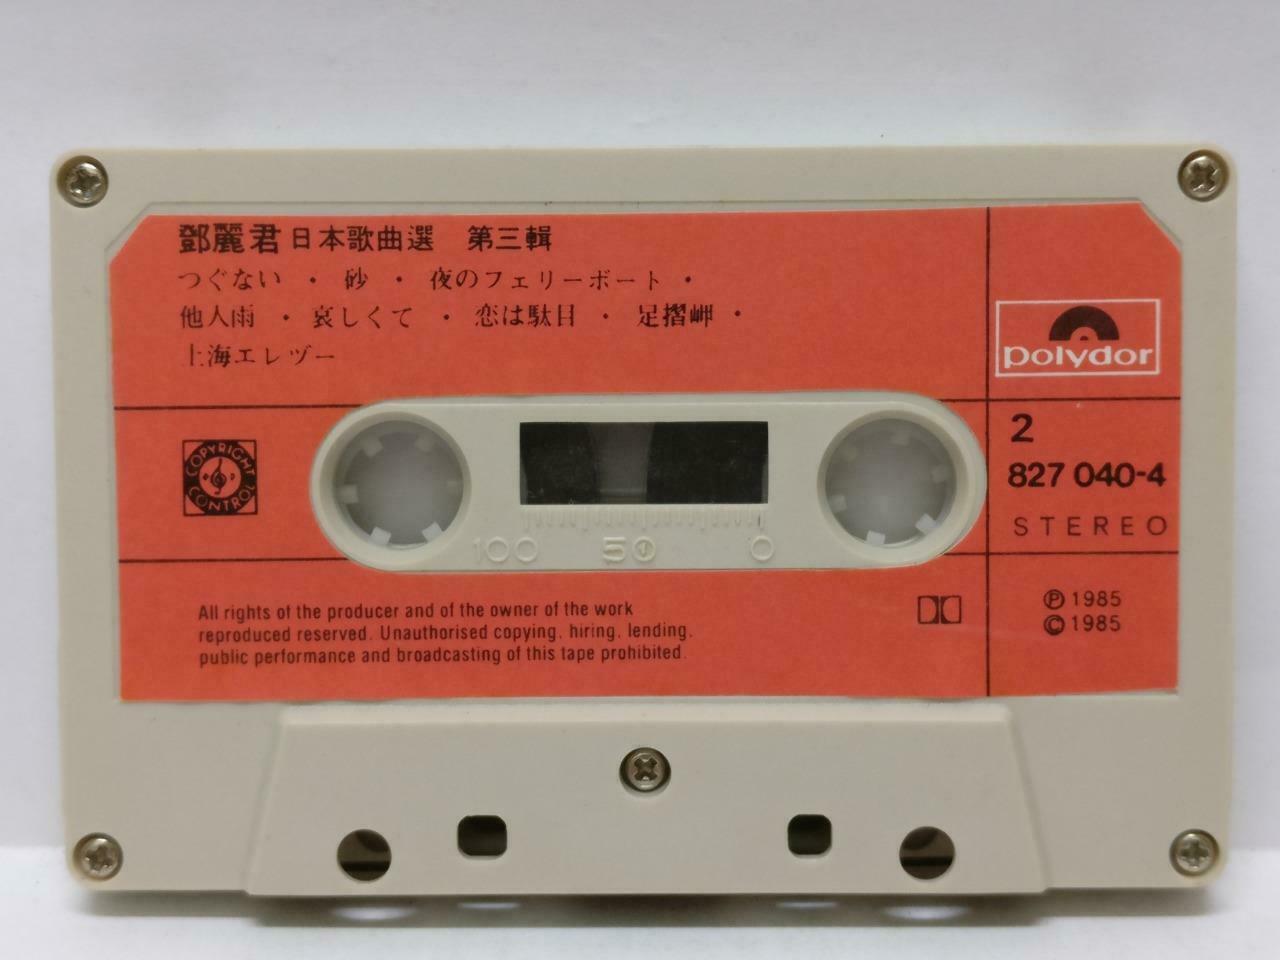 鄧麗君 日本歌曲選 第三輯
つぐない ・ 砂 ・ 夜のフェリーボート ・
他人雨 ・ 哀しくて ・ 恋は駄目 ・ 足摺岬 ・
上海エレヅー
polydor
COPYRIGHT CONTROL
2
827 040-4
STEREO
100 50 0
All rights of the producer and of the owner of the work
reproduced reserved. Unauthorised copying, hiring, lending,
public performance and broadcasting of this tape prohibited.
℗ 1985
© 1985